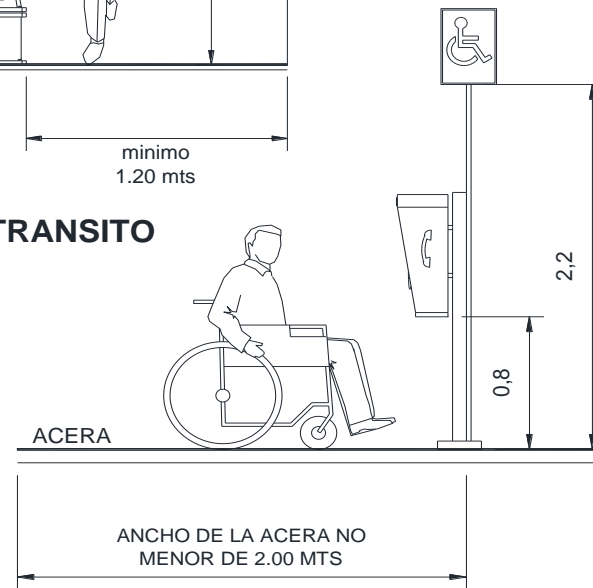 minimo
1.20 mts
TRANSITO
2,2
0,8
ACERA
ANCHO DE LA ACERA NO
MENOR DE 2.00 MTS